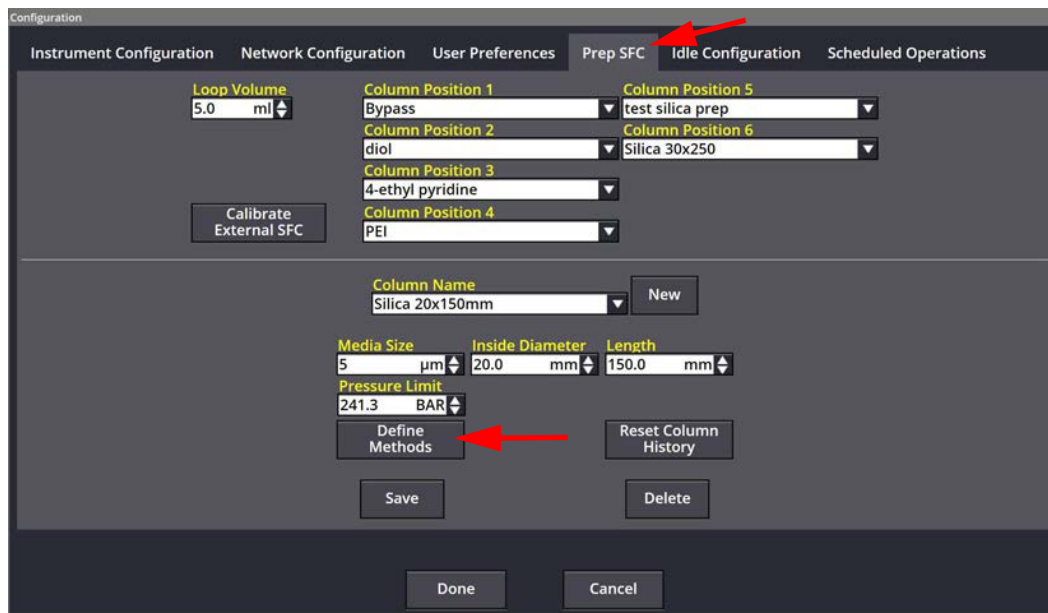 Configuration
Instrument Configuration Network Configuration User Preferences Prep SFC Idle Configuration Scheduled Operations
Loop Volume Column Position 1 Column Position 5
5.0 ml Bypass test silica prep
Column Position 2 Column Position 6
diol Silica 30x250
Column Position 3
4-ethyl pyridine
Calibrate
External SFC
Column Position 4
PEI
Column Name
Silica 20x150mm New
Media Size Inside Diameter Length
5 µm 20.0 mm 150.0 mm
Pressure Limit
241.3 BAR
Define
Methods
Reset Column
History
Save Delete
Done Cancel